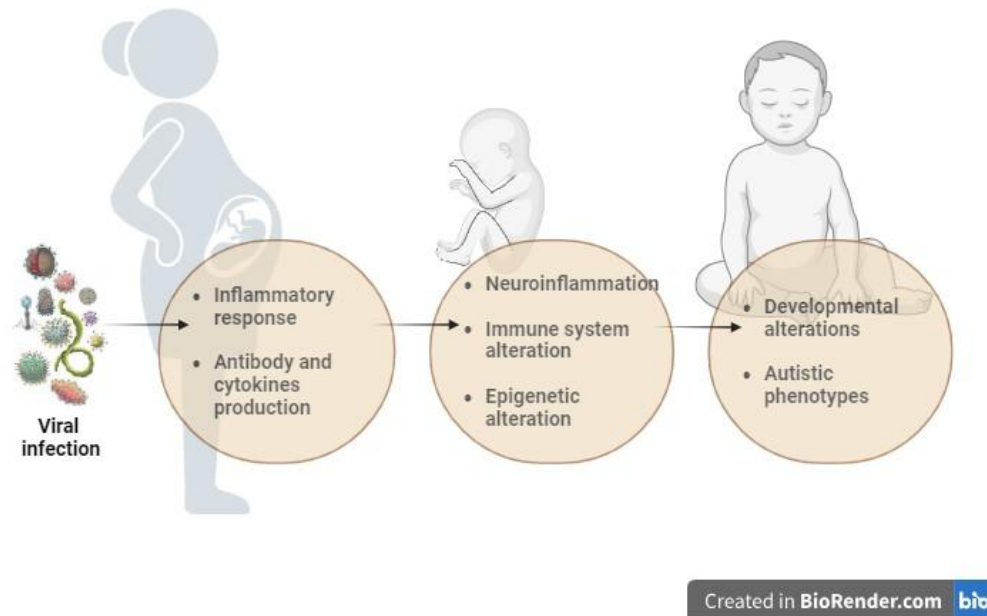 Viral
infection
• Inflammatory
response
• Antibody and
cytokines
production
• Neuroinflammation
• Immune system
alteration
• Epigenetic
alteration
• Developmental
alterations
• Autistic
phenotypes
Created in BioRender.com bio